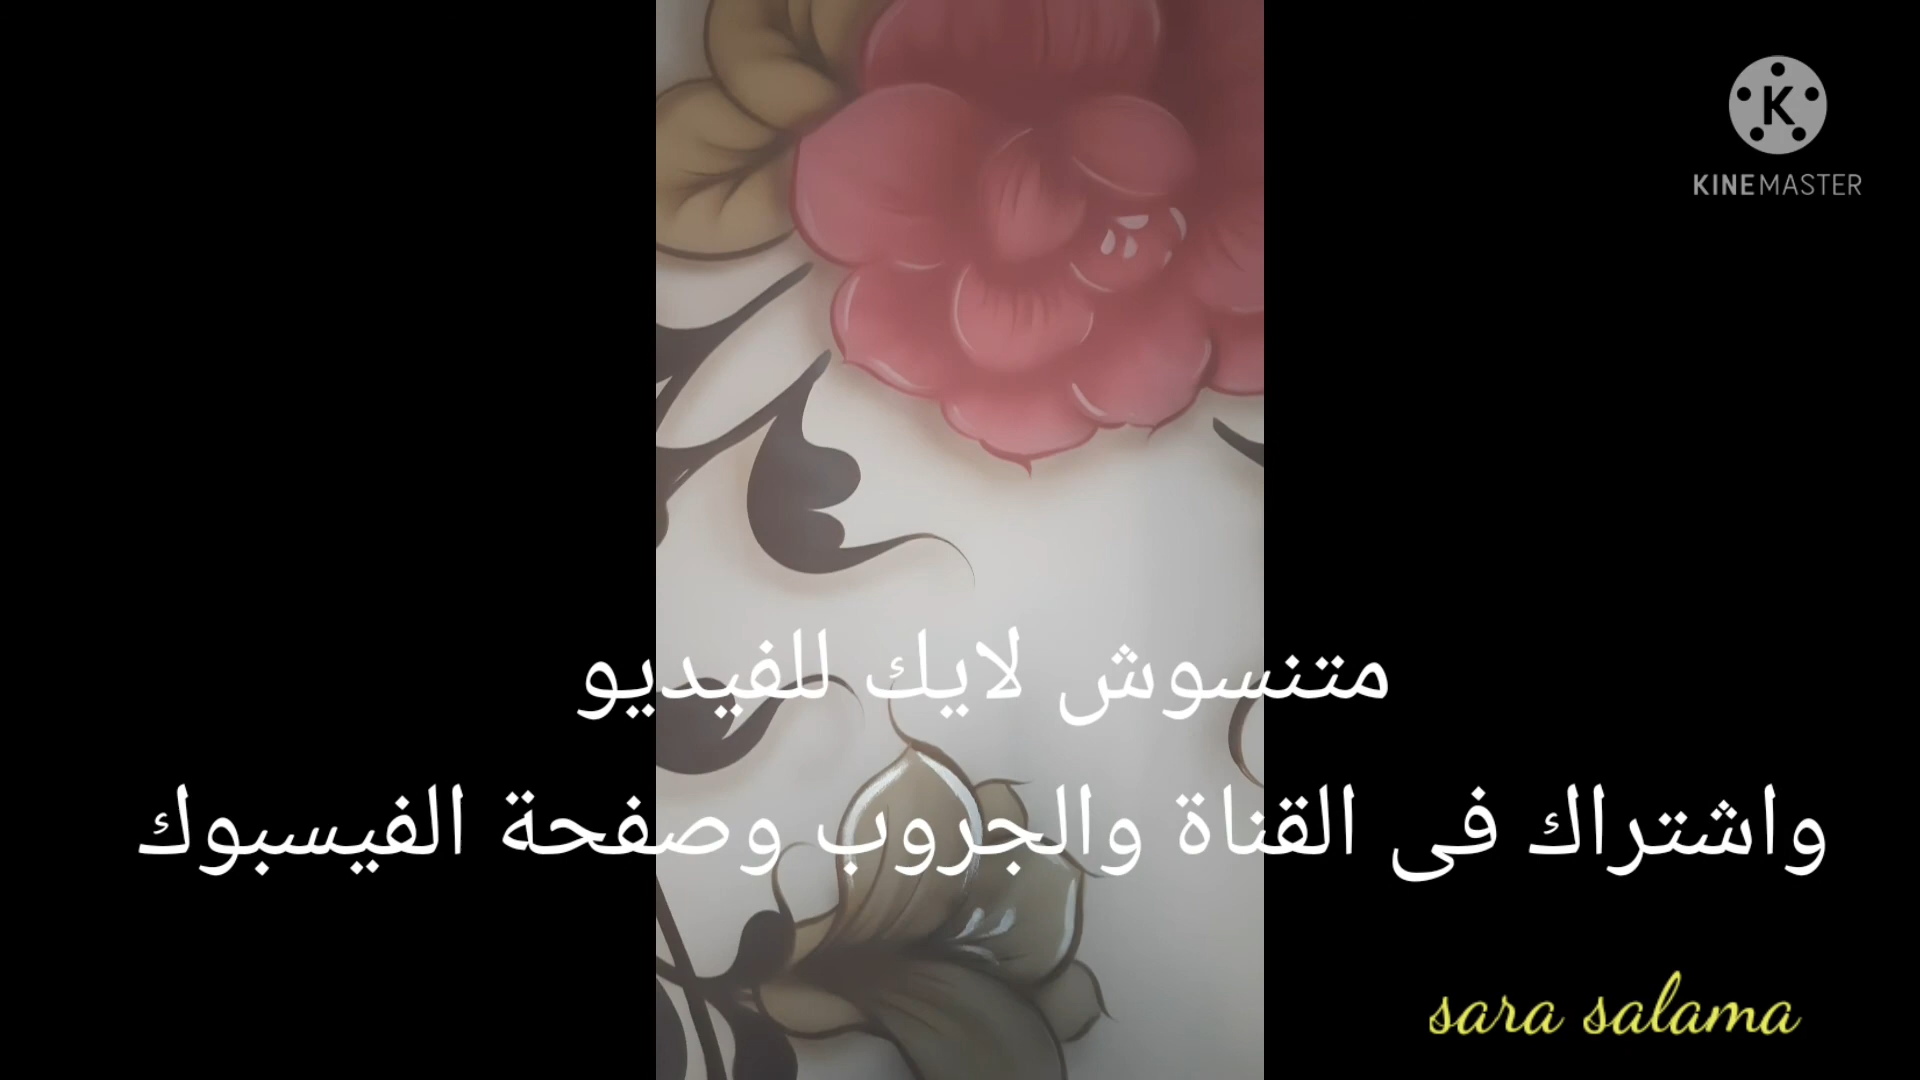 KINEMASTER
متنسوش لايك للفيديو
واشتراك فى القناة والجروب وصفحة الفيسبوك
sara salama